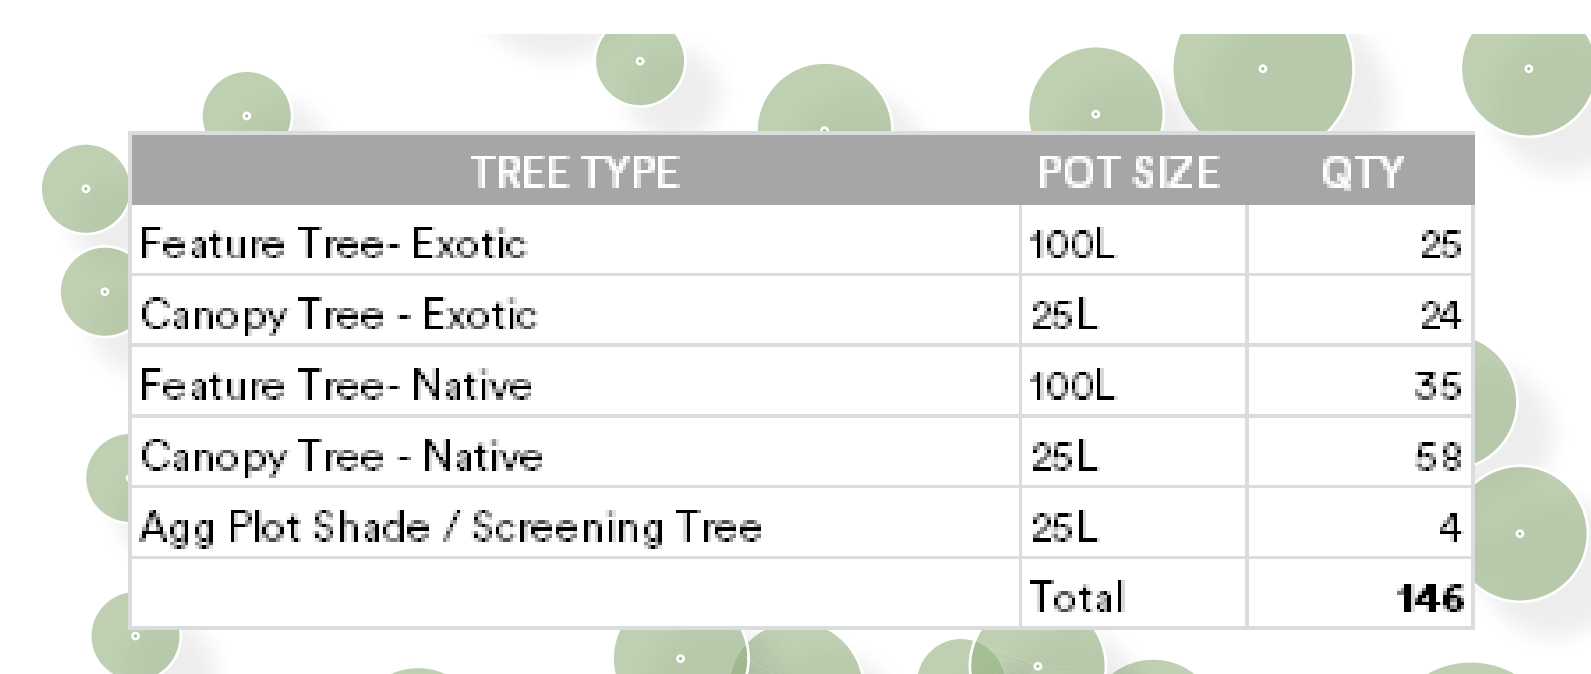 TREE TYPE POT SIZE QTY
Feature Tree- Exotic 100L 25
Canopy Tree - Exotic 25L 24
Feature Tree- Native 100L 35
Canopy Tree - Native 25L 58
Agg Plot Shade / Screening Tree 25L 4
Total 146